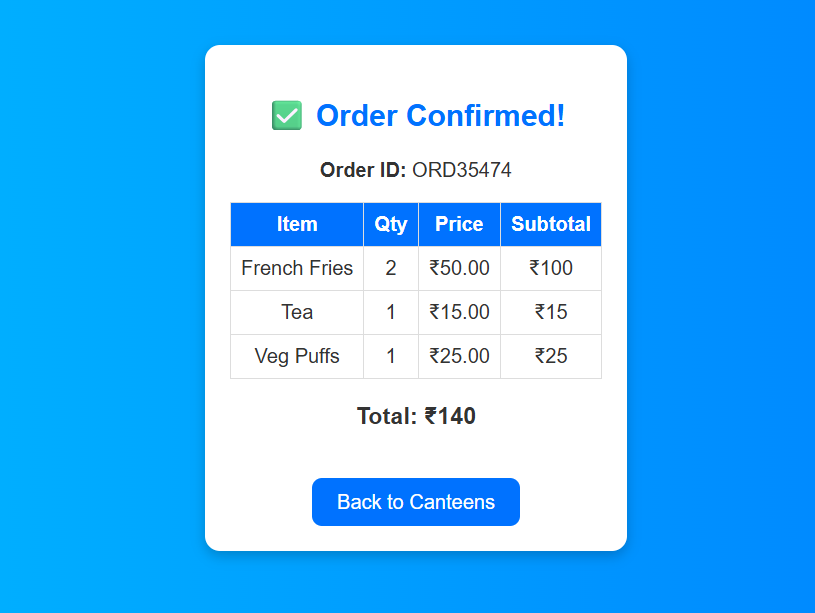 ✅ Order Confirmed!
Order ID: ORD35474
Item Qty Price Subtotal
French Fries 2 ₹50.00 ₹100
Tea 1 ₹15.00 ₹15
Veg Puffs 1 ₹25.00 ₹25
Total: ₹140
Back to Canteens